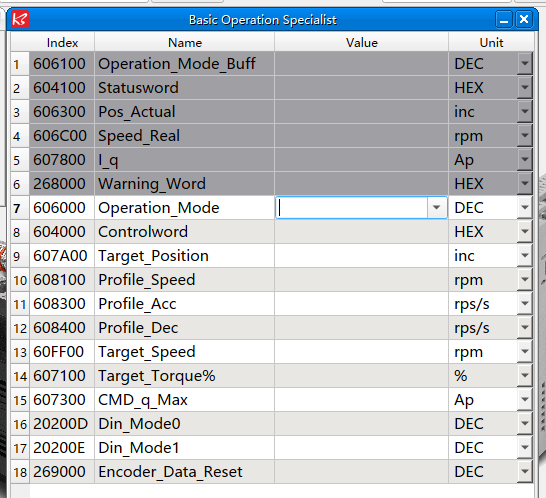 Basic Operation Specialist
Index Name Value Unit
1 606100 Operation_Mode_Buff DEC
2 604100 Statusword HEX
3 606300 Pos_Actual inc
4 606C00 Speed_Real rpm
5 607800 I_q Ap
6 268000 Warning_Word HEX
7 606000 Operation_Mode DEC
8 604000 Controlword HEX
9 607A00 Target_Position inc
10 608100 Profile_Speed rpm
11 608300 Profile_Acc rps/s
12 608400 Profile_Dec rps/s
13 60FF00 Target_Speed rpm
14 607100 Target_Torque% %
15 607300 CMD_q_Max Ap
16 20200D Din_Mode0 DEC
17 20200E Din_Mode1 DEC
18 269000 Encoder_Data_Reset DEC